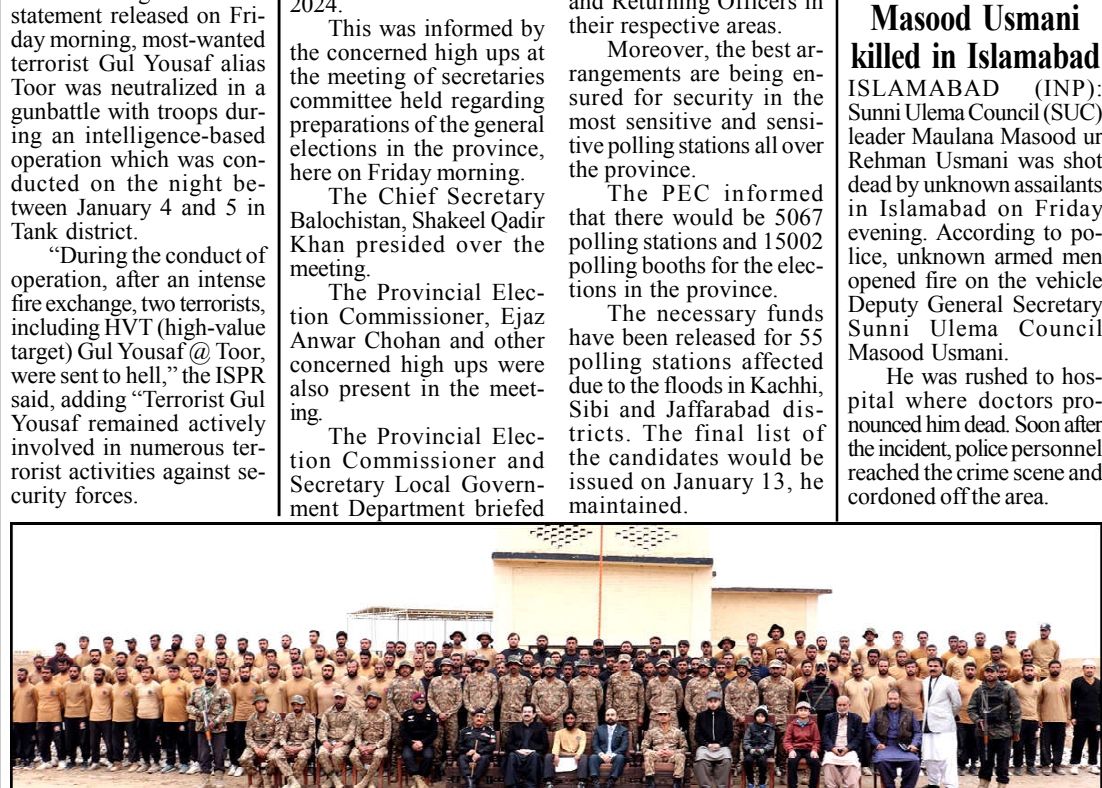 statement released on Fri-
day morning, most-wanted
terrorist Gul Yousaf alias
Toor was neutralized in a
gunbattle with troops dur-
ing an intelligence-based
operation which was con-
ducted on the night be-
tween January 4 and 5 in
Tank district.
“During the conduct of
operation, after an intense
fire exchange, two terrorists,
including HVT (high-value
target) Gul Yousaf @ Toor,
were sent to hell,” the ISPR
said, adding “Terrorist Gul
Yousaf remained actively
involved in numerous ter-
rorist activities against se-
curity forces.
2024.
This was informed by
the concerned high ups at
the meeting of secretaries
committee held regarding
preparations of the general
elections in the province,
here on Friday morning.
The Chief Secretary
Balochistan, Shakeel Qadir
Khan presided over the
meeting.
The Provincial Elec-
tion Commissioner, Ejaz
Anwar Chohan and other
concerned high ups were
also present in the meet-
ing.
The Provincial Elec-
tion Commissioner and
Secretary Local Govern-
ment Department briefed
and Returning Officers in
their respective areas.
Moreover, the best ar-
rangements are being en-
sured for security in the
most sensitive and sensi-
tive polling stations all over
the province.
The PEC informed
that there would be 5067
polling stations and 15002
polling booths for the elec-
tions in the province.
The necessary funds
have been released for 55
polling stations affected
due to the floods in Kachhi,
Sibi and Jaffarabad dis-
tricts. The final list of
the candidates would be
issued on January 13, he
maintained.
Masood Usmani
killed in Islamabad
ISLAMABAD (INP):
Sunni Ulema Council (SUC)
leader Maulana Masood ur
Rehman Usmani was shot
dead by unknown assailants
in Islamabad on Friday
evening. According to po-
lice, unknown armed men
opened fire on the vehicle
Deputy General Secretary
Sunni Ulema Council
Masood Usmani.
He was rushed to hos-
pital where doctors pro-
nounced him dead. Soon after
the incident, police personnel
reached the crime scene and
cordoned off the area.